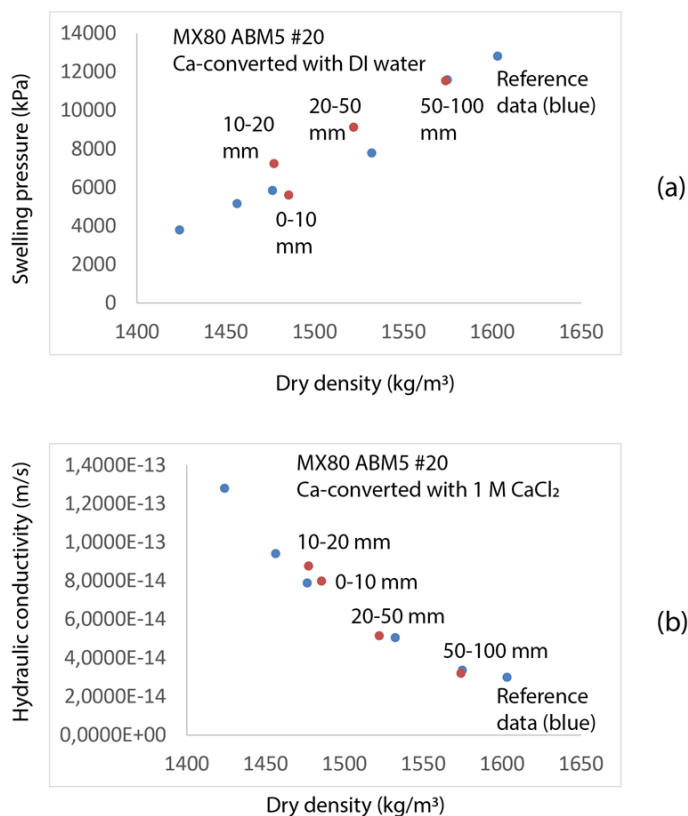 14000
12000
10000
8000
6000
4000
2000
0
Swelling pressure (kPa)
MX80 ABM5 #20
Ca-converted with DI water
Reference
data (blue)
10-20
mm
20-50
mm
50-100
mm
0-10
mm
1400 1450 1500 1550 1600 1650
Dry density (kg/m³)
(a)
1,4000E-13
1,2000E-13
1,0000E-13
8,0000E-14
6,0000E-14
4,0000E-14
2,0000E-14
0,0000E+00
Hydraulic conductivity (m/s)
MX80 ABM5 #20
Ca-converted with 1 M CaCl₂
10-20 mm
0-10 mm
20-50 mm
50-100 mm
Reference
data (blue)
1400 1450 1500 1550 1600 1650
Dry density (kg/m³)
(b)